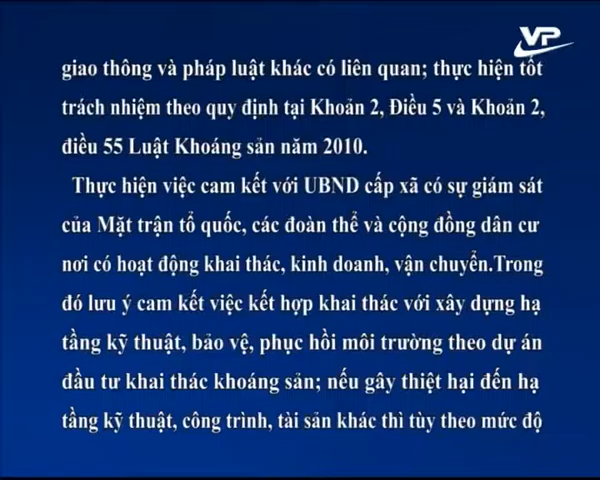 VP
giao thông và pháp luật khác có liên quan; thực hiện tốt
trách nhiệm theo quy định tại Khoản 2, Điều 5 và Khoản 2,
điều 55 Luật Khoáng sản năm 2010.
Thực hiện việc cam kết với UBND cấp xã có sự giám sát
của Mặt trận tổ quốc, các đoàn thể và cộng đồng dân cư
nơi có hoạt động khai thác, kinh doanh, vận chuyển.Trong
đó lưu ý cam kết việc kết hợp khai thác với xây dựng hạ
tầng kỹ thuật, bảo vệ, phục hồi môi trường theo dự án
đầu tư khai thác khoáng sản; nếu gây thiệt hại đến hạ
tầng kỹ thuật, công trình, tài sản khác thì tùy theo mức độ